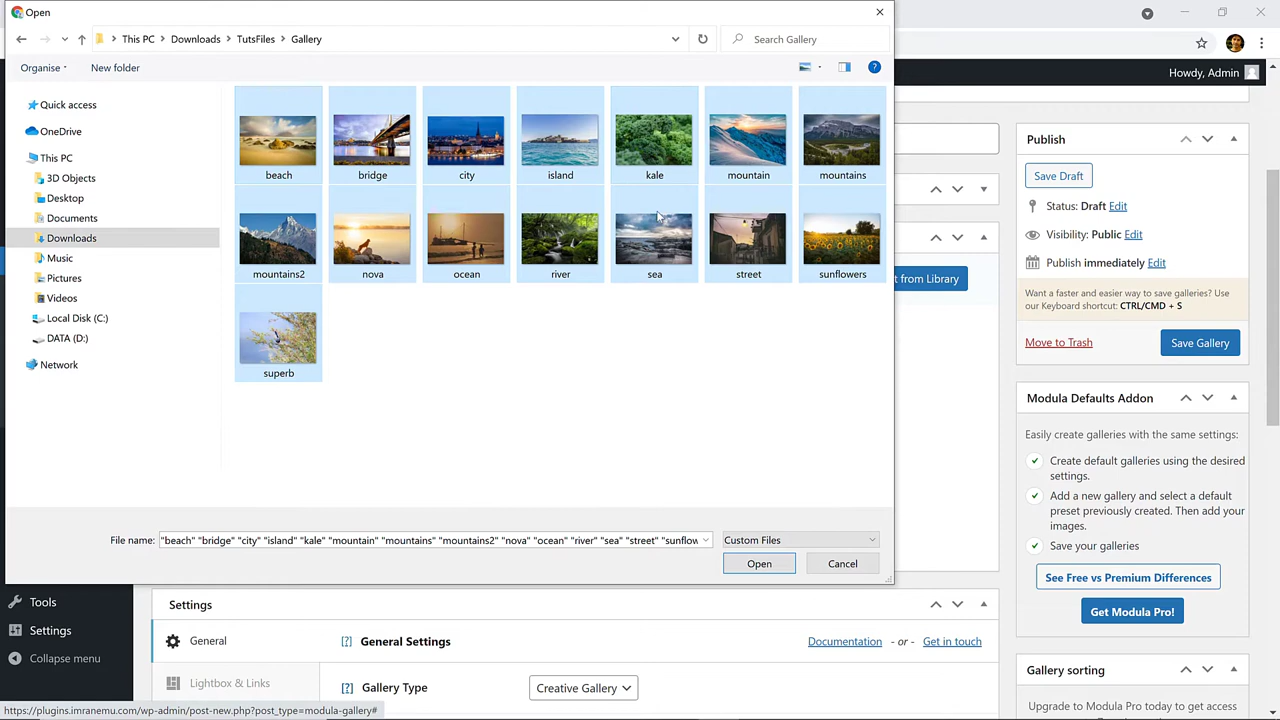 Open
This PC
Downloads
TutsFiles
Gallery
Search Gallery
Organise
New folder
Quick access
OneDrive
This PC
3D Objects
Desktop
Documents
Downloads
Music
Pictures
Videos
Local Disk (C:)
DATA (D:)
Network
beach
bridge
city
island
kale
mountain
mountains
mountains2
nova
ocean
river
sea
street
sunflowers
superb
File name:
"beach" "bridge" "city" "island" "kale" "mountain" "mountains" "mountains2" "nova" "ocean" "river" "sea" "street" "sunflow
Custom Files
Open
Cancel
Howdy, Admin
t from Library
Publish
Save Draft
Status: Draft Edit
Visibility: Public Edit
Publish immediately Edit
Want a faster and easier way to save galleries? Use
our Keyboard shortcut: CTRL/CMD + S
Move to Trash
Save Gallery
Modula Defaults Addon
Easily create galleries with the same settings:
Create default galleries using the desired
settings.
Add a new gallery and select a default
preset previously created. Then add your
images.
Save your galleries
See Free vs Premium Differences
Get Modula Pro!
Gallery sorting
Upgrade to Modula Pro today to get access
Tools
Settings
Collapse menu
Settings
General
Lightbox & Links
[?] General Settings
Documentation - or - Get in touch
[?] Gallery Type
Creative Gallery
https://plugins.imranemu.com/wp-admin/post-new.php?post_type=modula-gallery#